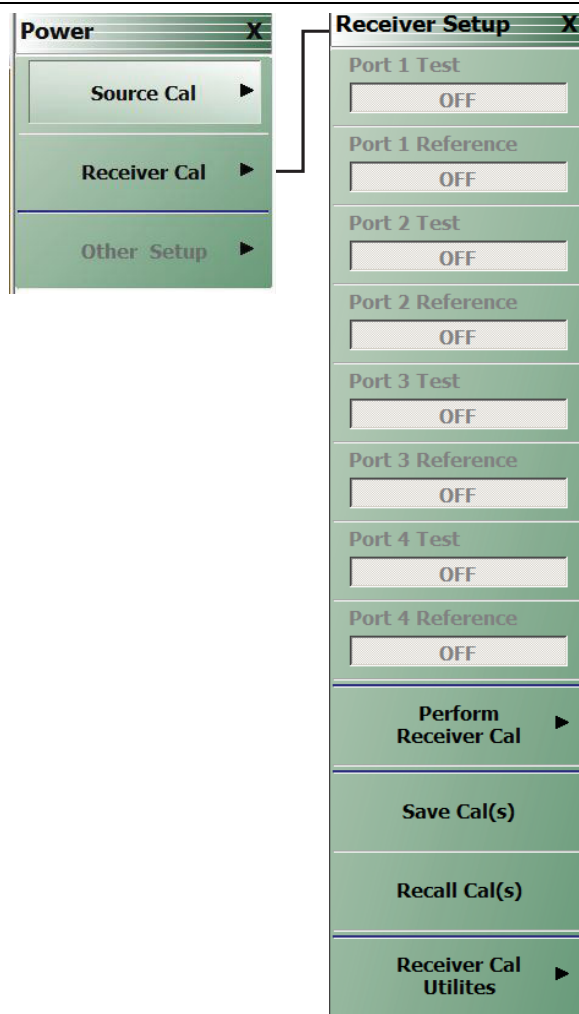 Power X
Source Cal
Receiver Cal
Other Setup
Receiver Setup X
Port 1 Test
OFF
Port 1 Reference
OFF
Port 2 Test
OFF
Port 2 Reference
OFF
Port 3 Test
OFF
Port 3 Reference
OFF
Port 4 Test
OFF
Port 4 Reference
OFF
Perform
Receiver Cal
Save Cal(s)
Recall Cal(s)
Receiver Cal
Utilites